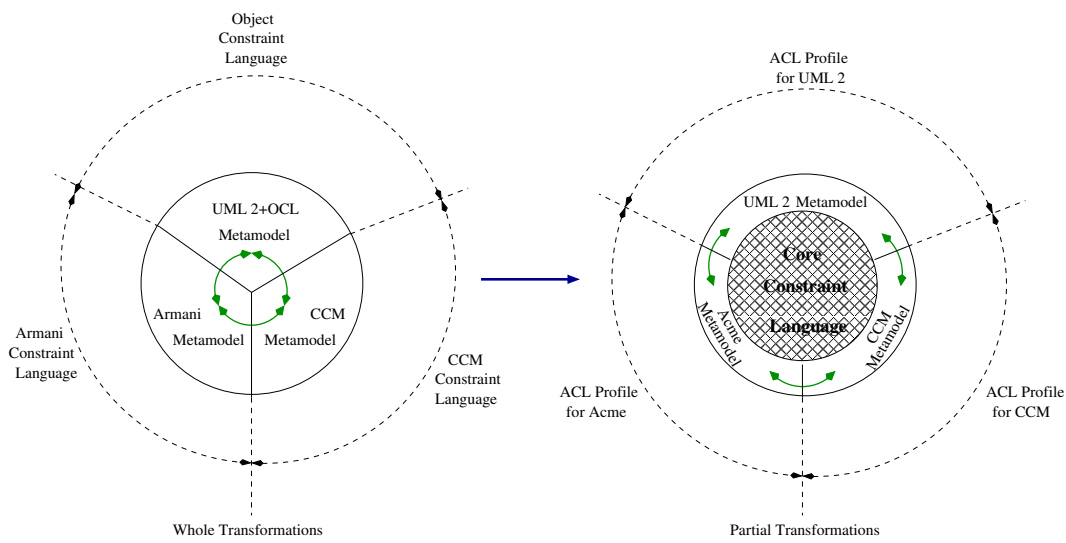 Object
Constraint
Language
UML 2+OCL
Metamodel
Armani
Metamodel
CCM
Metamodel
Armani
Constraint
Language
CCM
Constraint
Language
Whole Transformations
ACL Profile
for UML 2
UML 2 Metamodel
Core
Constraint
Language
Acme
Metamodel
CCM
Metamodel
ACL Profile
for Acme
ACL Profile
for CCM
Partial Transformations